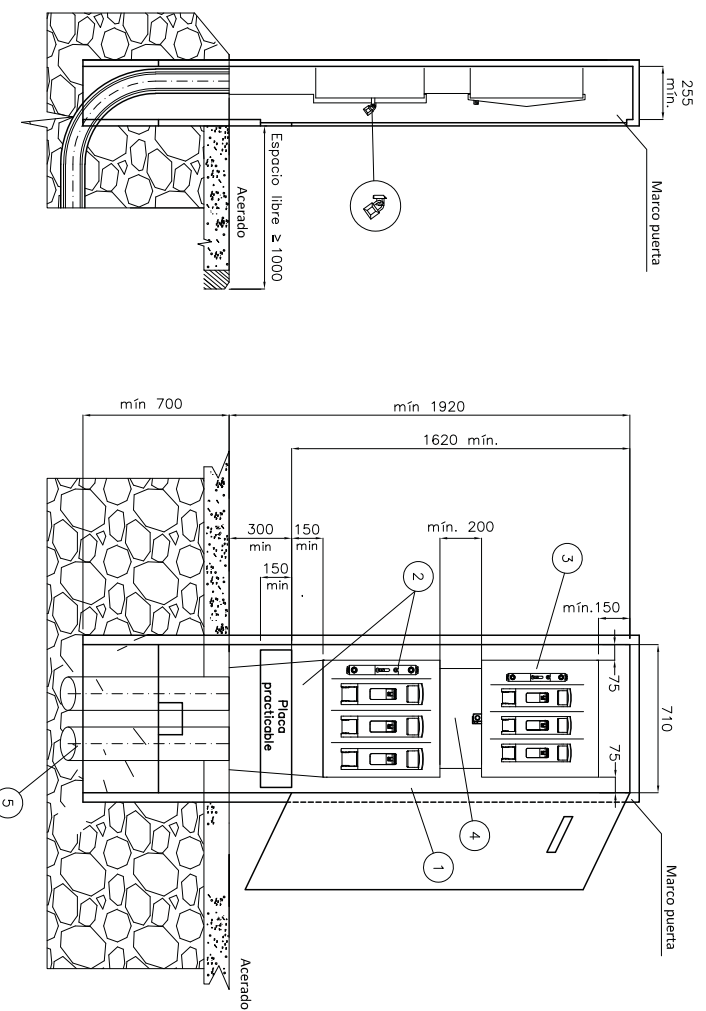 255
mín.
Marco puerta
Espacio libre ≥ 1000
Acerado
mín 700
mín 1920
1620 mín.
300
min
150
min
mín. 200
150
min
mín.150
2
3
75
710
75
Placa
practicable
5
4
1
Marco puerta
Acerado